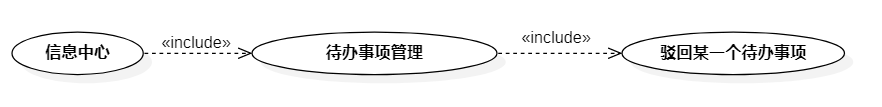 «include»
«include»
信息中心
待办事项管理
驳回某一个待办事项